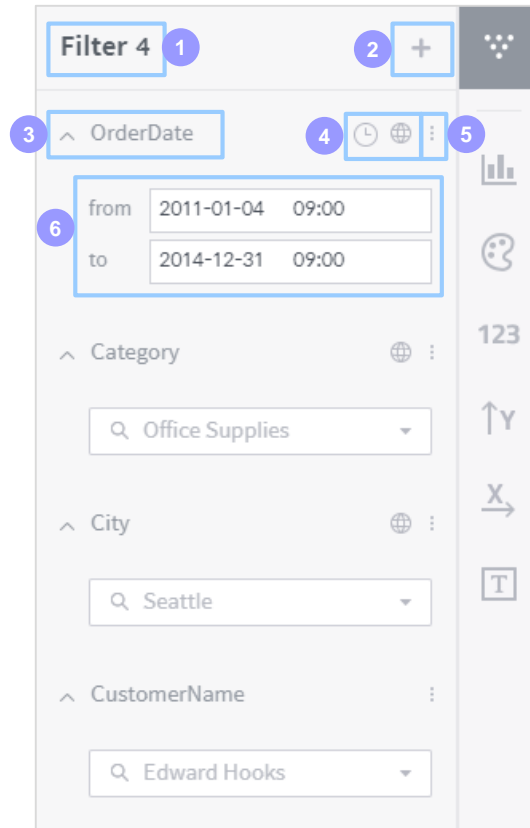 Filter 4 1 2 +
3 OrderDate 4 5
6
from 2011-01-04 09:00
to 2014-12-31 09:00
Category
Office Supplies
City
Seattle
CustomerName
Edward Hooks
123
Y
X
T